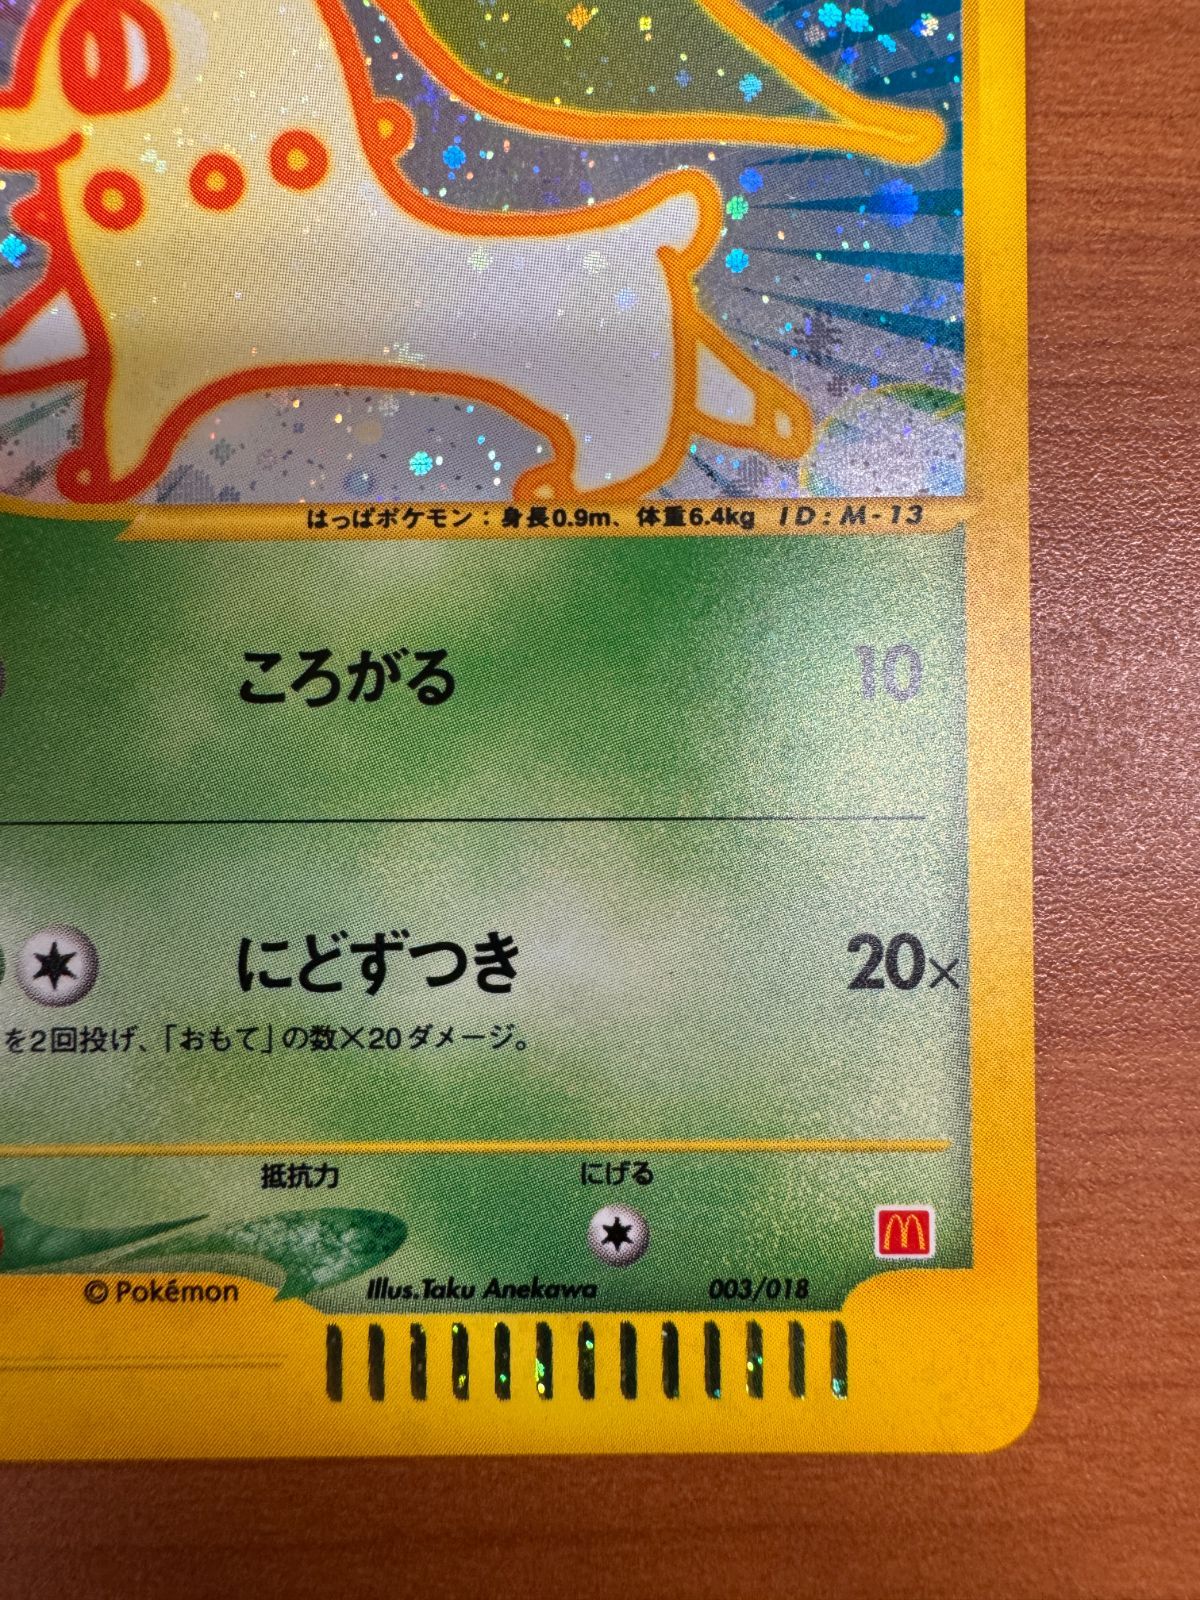 はっぱポケモン：身長0.9m、体重6.4kg ID:M-13
ころがる 10
にどずつき 20×
を2回投げ、「おもて」の数×20ダメージ。
抵抗力 にげる
© Pokémon Illus.Taku Anekawa 003/018